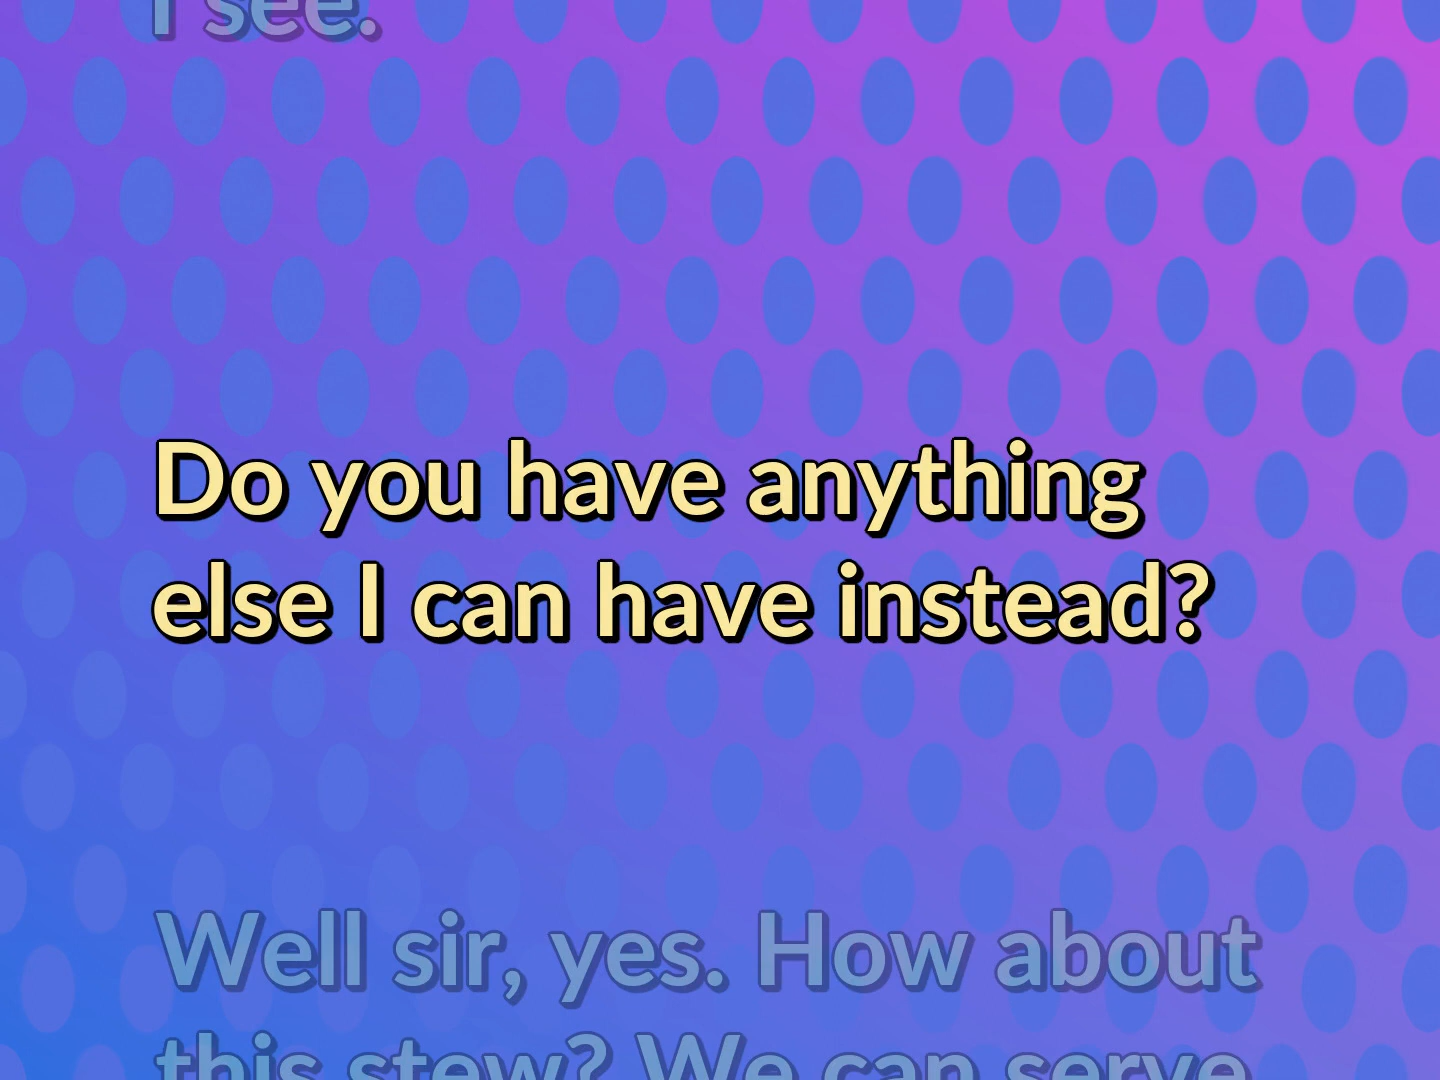 I see.
Do you have anything
else I can have instead?
Well sir, yes. How about
this stew? We can serve